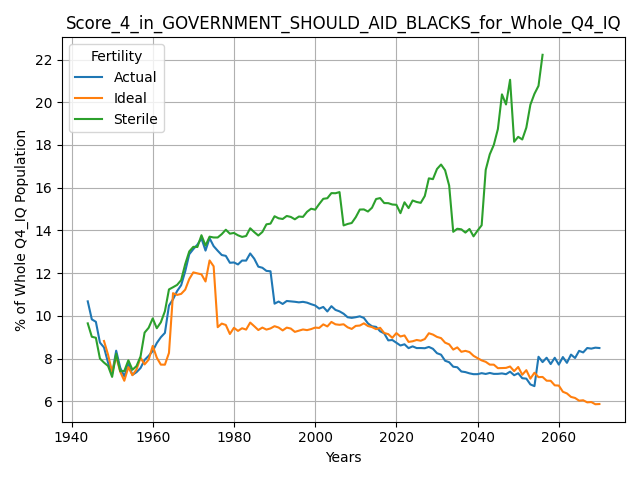 Score_4_in_GOVERNMENT_SHOULD_AID_BLACKS_for_Whole_Q4_IQ
Fertility
Actual
Ideal
Sterile
% of Whole Q4_IQ Population
22
20
18
16
14
12
10
8
6
1940 1960 1980 2000 2020 2040 2060
Years